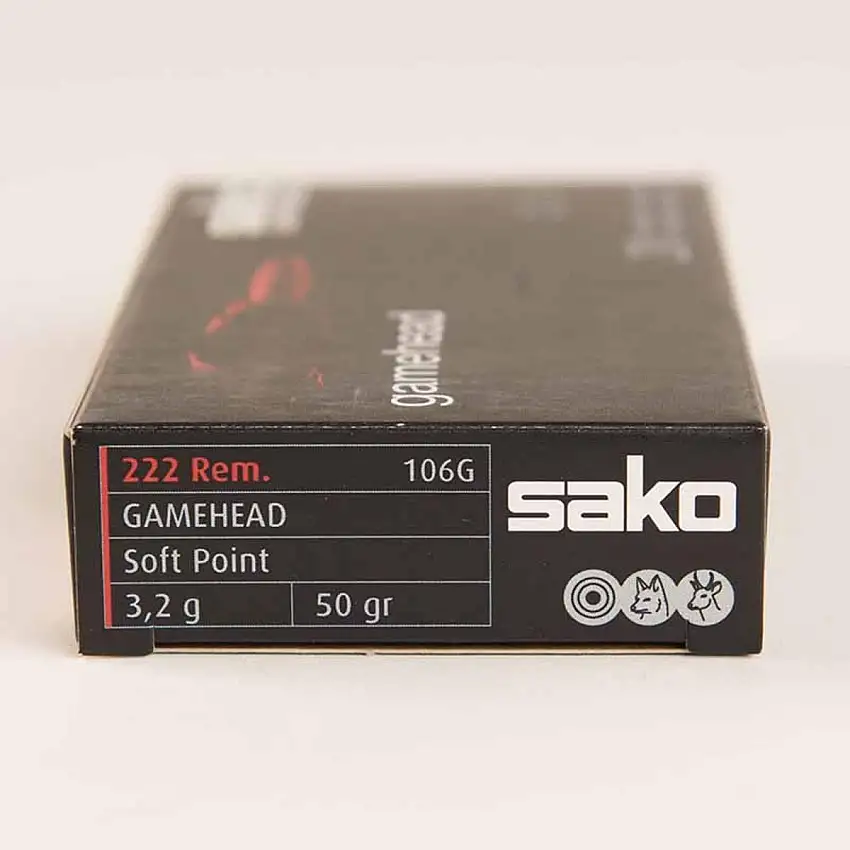 gamehead
222 Rem. 106G
GAMEHEAD
Soft Point
3,2 g 50 gr
sako